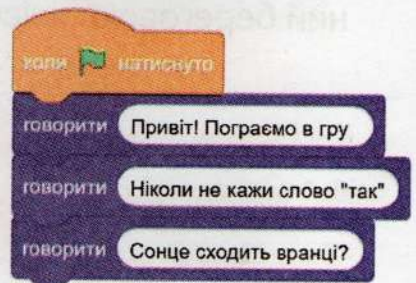 коли натиснуто
говорити Привіт! Пограємо в гру
говорити Ніколи не кажи слово "так"
говорити Сонце сходить вранці?